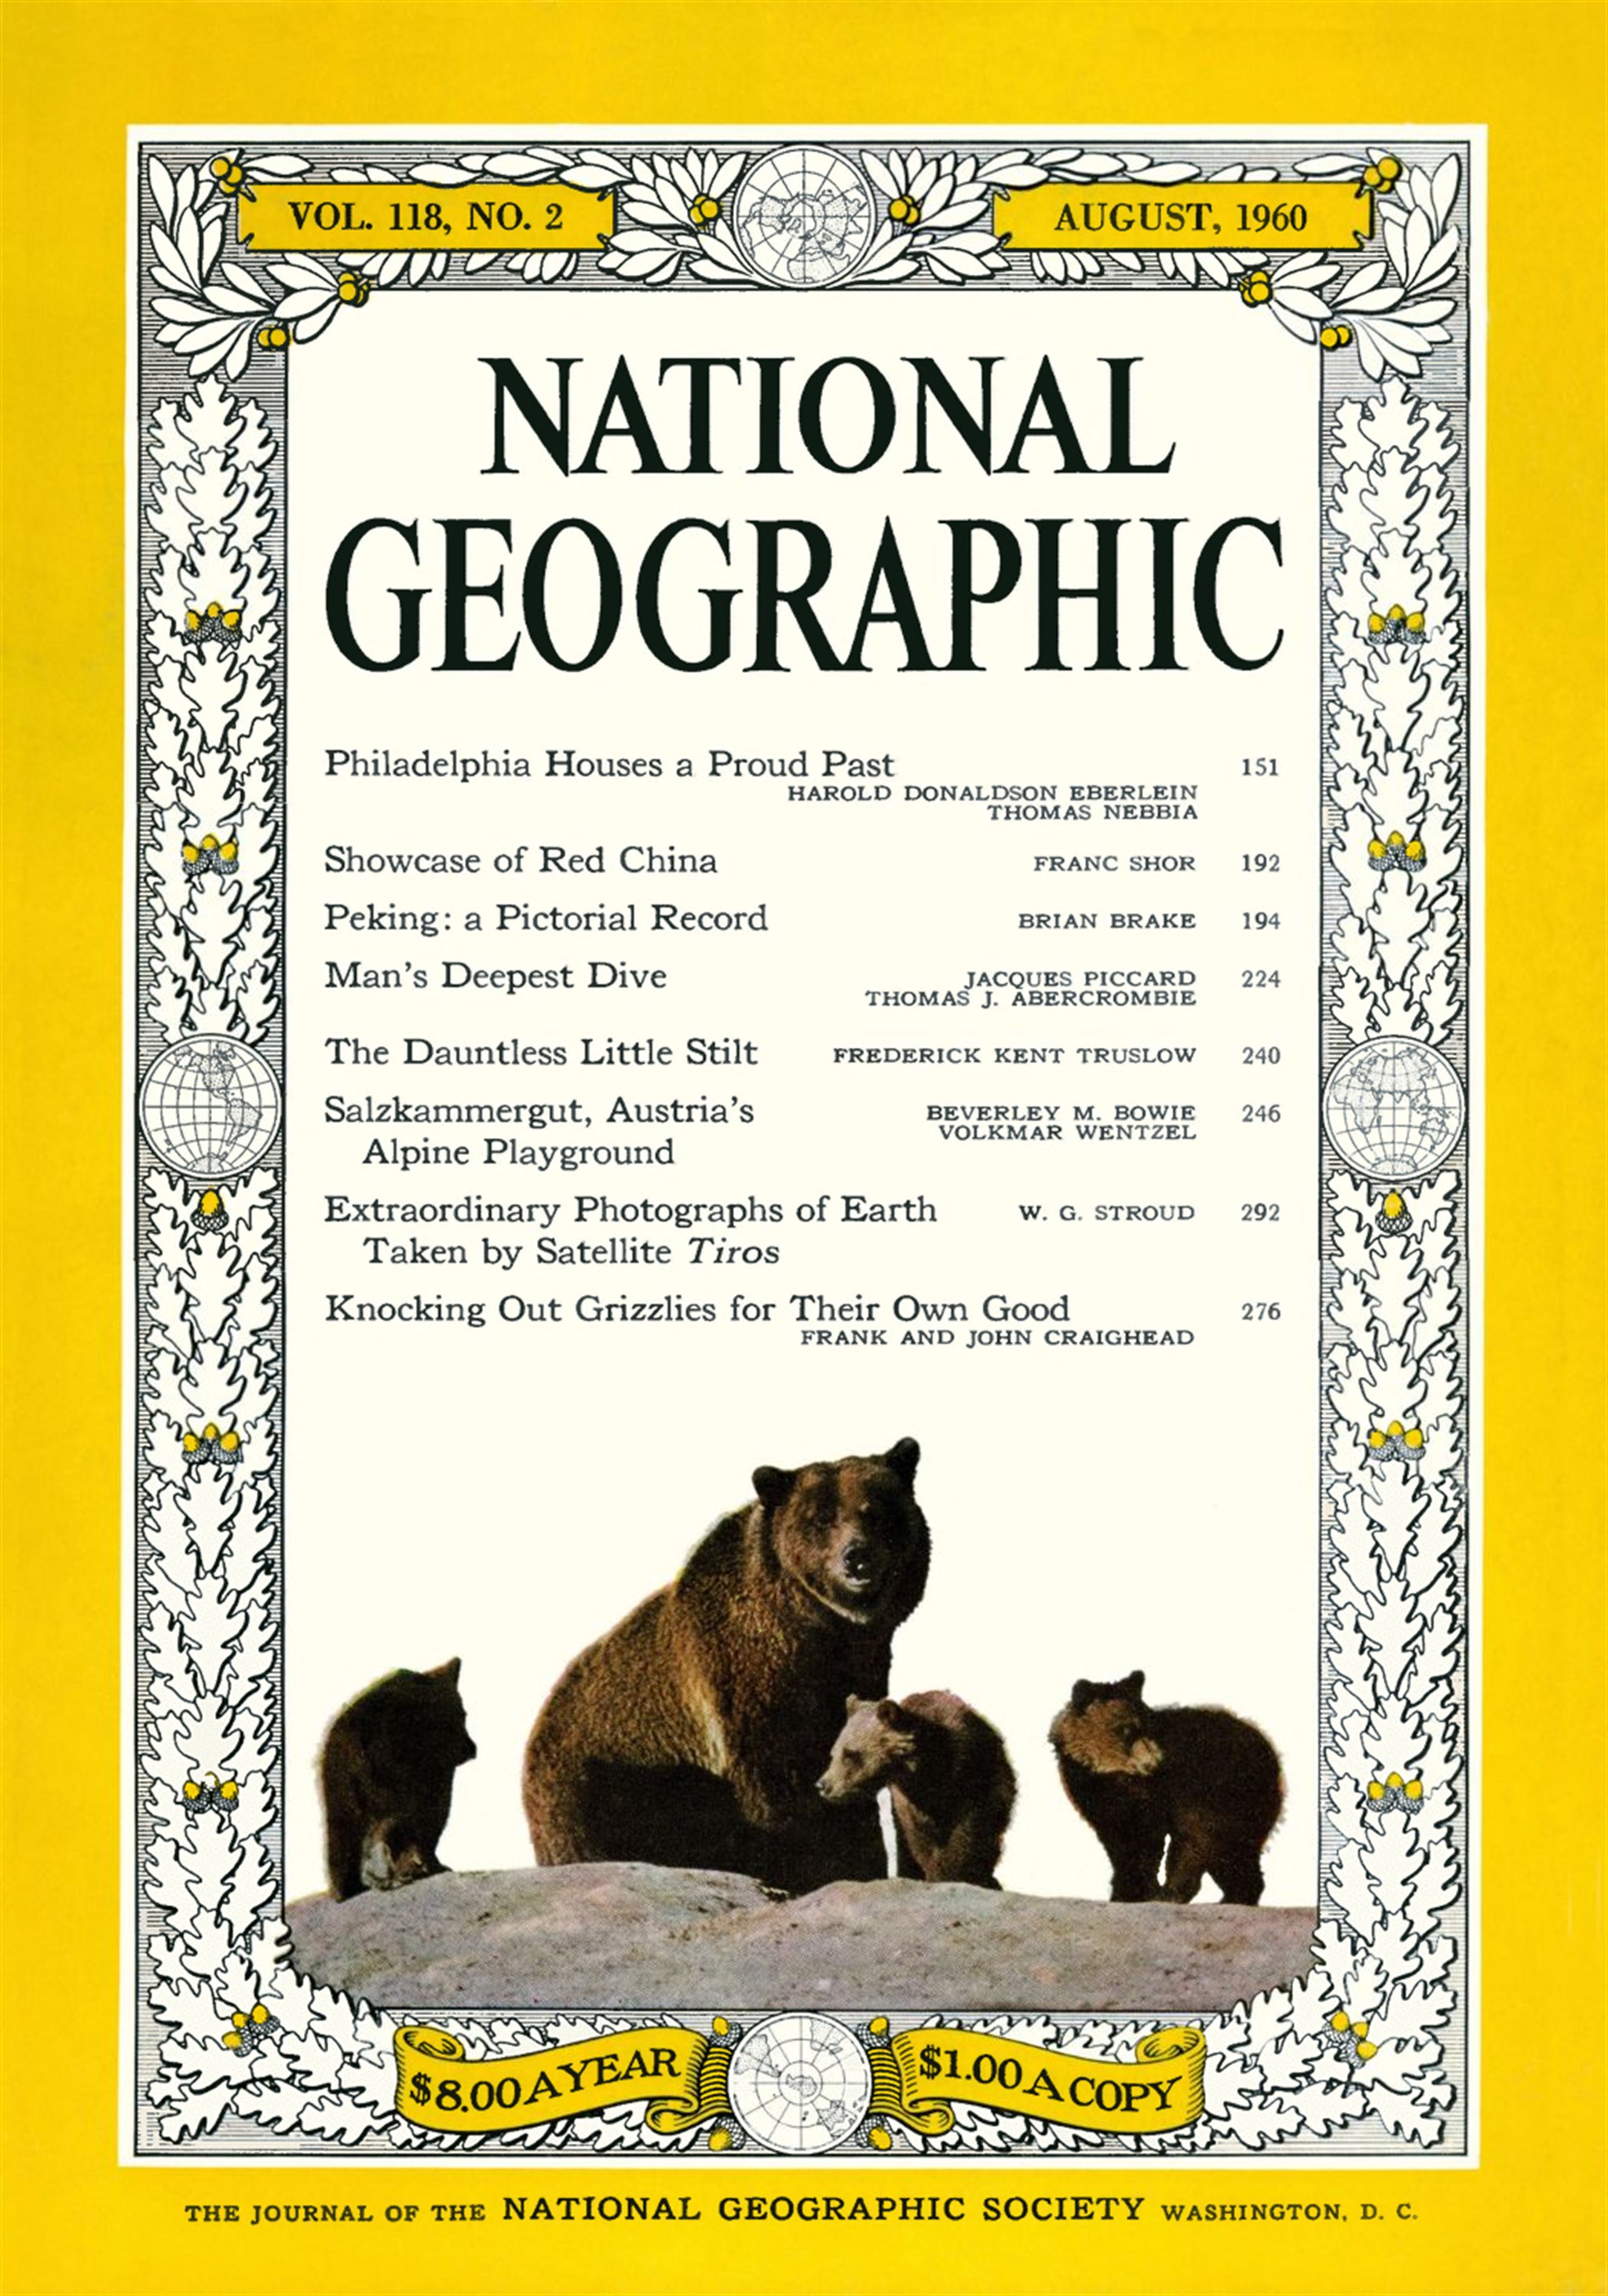 VOL. 118, NO. 2
AUGUST, 1960
NATIONAL
GEOGRAPHIC
Philadelphia Houses a Proud Past 151
HAROLD DONALDSON EBERLEIN
THOMAS NEBBIA
Showcase of Red China FRANC SHOR 192
Peking: a Pictorial Record BRIAN BRAKE 194
Man's Deepest Dive JACQUES PICCARD 224
THOMAS J. ABERCROMBIE
The Dauntless Little Stilt FREDERICK KENT TRUSLOW 240
Salzkammergut, Austria's BEVERLEY M. BOWIE 246
VOLKMAR WENTZEL
Alpine Playground
Extraordinary Photographs of Earth W. G. STROUD 292
Taken by Satellite Tiros
Knocking Out Grizzlies for Their Own Good 276
FRANK AND JOHN CRAIGHEAD
$8.00 A YEAR
$1.00 A COPY
THE JOURNAL OF THE NATIONAL GEOGRAPHIC SOCIETY WASHINGTON, D. C.